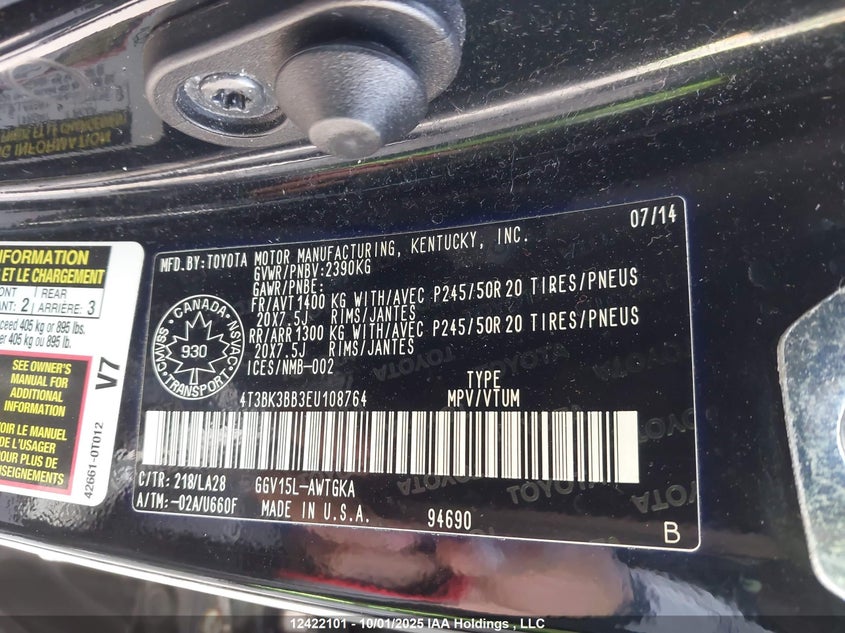 07/14
MFD.BY:TOYOTA MOTOR MANUFACTURING, KENTUCKY, INC.
GVWR/PNBV:2390KG
GAWR/PNBE:
FR/AVT 1400 KG WITH/AVEC P245/50R 20 TIRES/PNEUS
20X7.5J RIMS/JANTES
RR/ARR 1300 KG WITH/AVEC P245/50R 20 TIRES/PNEUS
20X7.5J RIMS/JANTES
ICES/NMB-002
CANADA
CMVSS
NSVAC
930
TRANSPORT
TYPE
4T3BK3BB3EU108764 MPV/VTUM
C/TR: 218/LA28 GGV15L-AWTGKA
A/TM: -02A/U660F MADE IN U.S.A. 94690
B
TOYOTA
INFORMATION
ET LE CHARGEMENT
REAR
2 ARRIÈRE: 3
405 kg or 895 lbs.
405 kg ou 895 lb.
SEE OWNER'S
MANUAL FOR
ADDITIONAL
INFORMATION
VOIR LE MANUEL
DE L'USAGER
POUR PLUS DE
V7
42661-0T012
12422101 - 10/01/2025 IAA Holdings , LLC